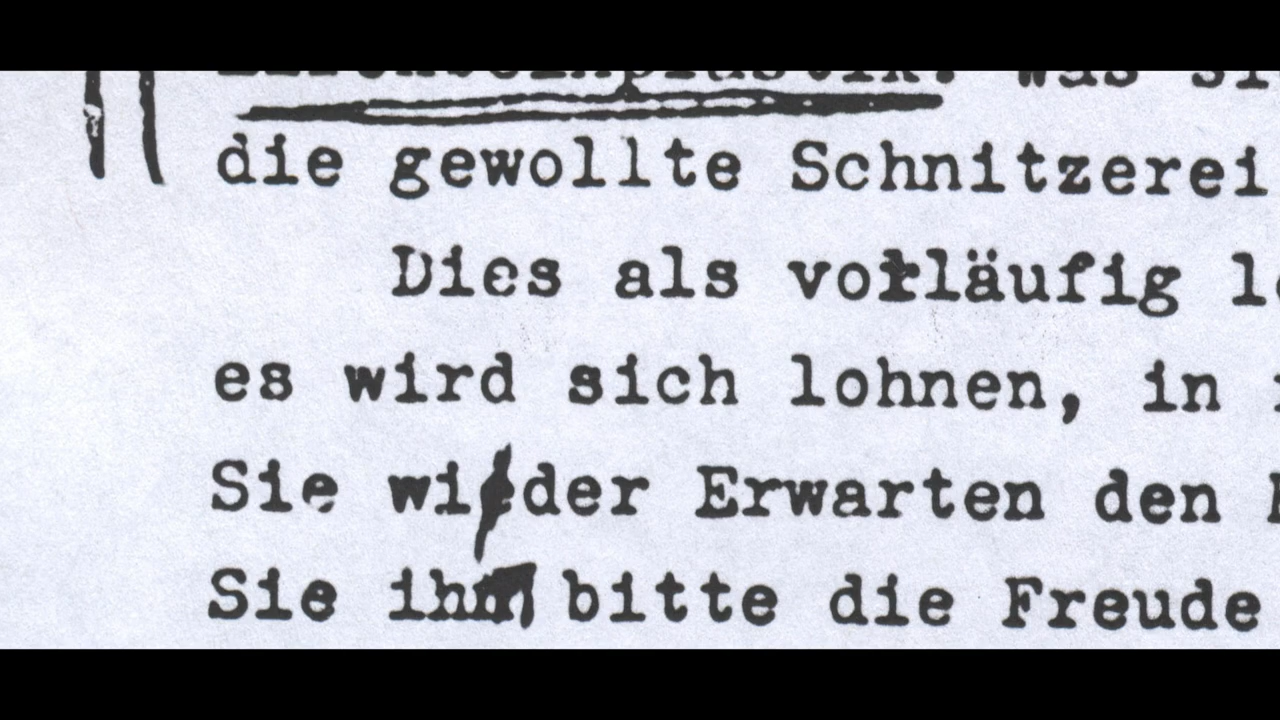 was
die gewollte Schnitzerei
Dies als vorläufig
es wird sich lohnen, in
Sie wider Erwarten den
Sie ihm bitte die Freude